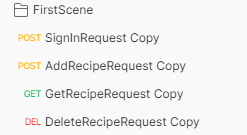 FirstScene
POST SignInRequest Copy
POST AddRecipeRequest Copy
GET GetRecipeRequest Copy
DEL DeleteRecipeRequest Copy